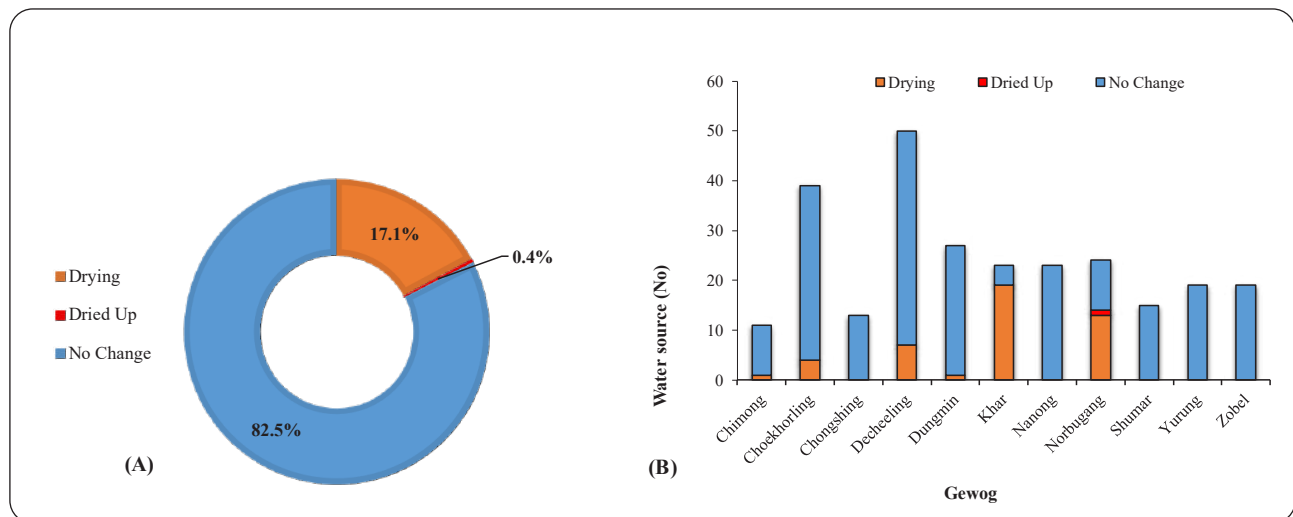 Drying
Dried Up
No Change
17.1%
0.4%
82.5%
(A)
Drying
Dried Up
No Change
Water source (No)
60
50
40
30
20
10
0
Chimong
Choekhorling
Chongshing
Decheeling
Dungmin
Khar
Nanong
Norbugang
Shumar
Yurung
Zobel
(B)
Gewog